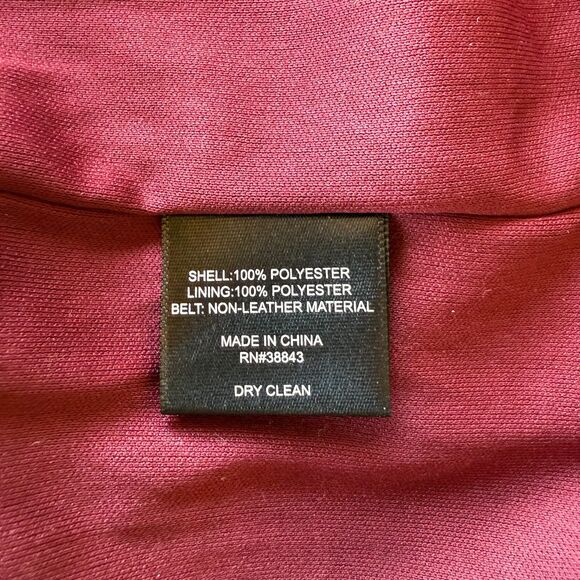 SHELL:100% POLYESTER
LINING:100% POLYESTER
BELT: NON-LEATHER MATERIAL
MADE IN CHINA
RN#38843
DRY CLEAN